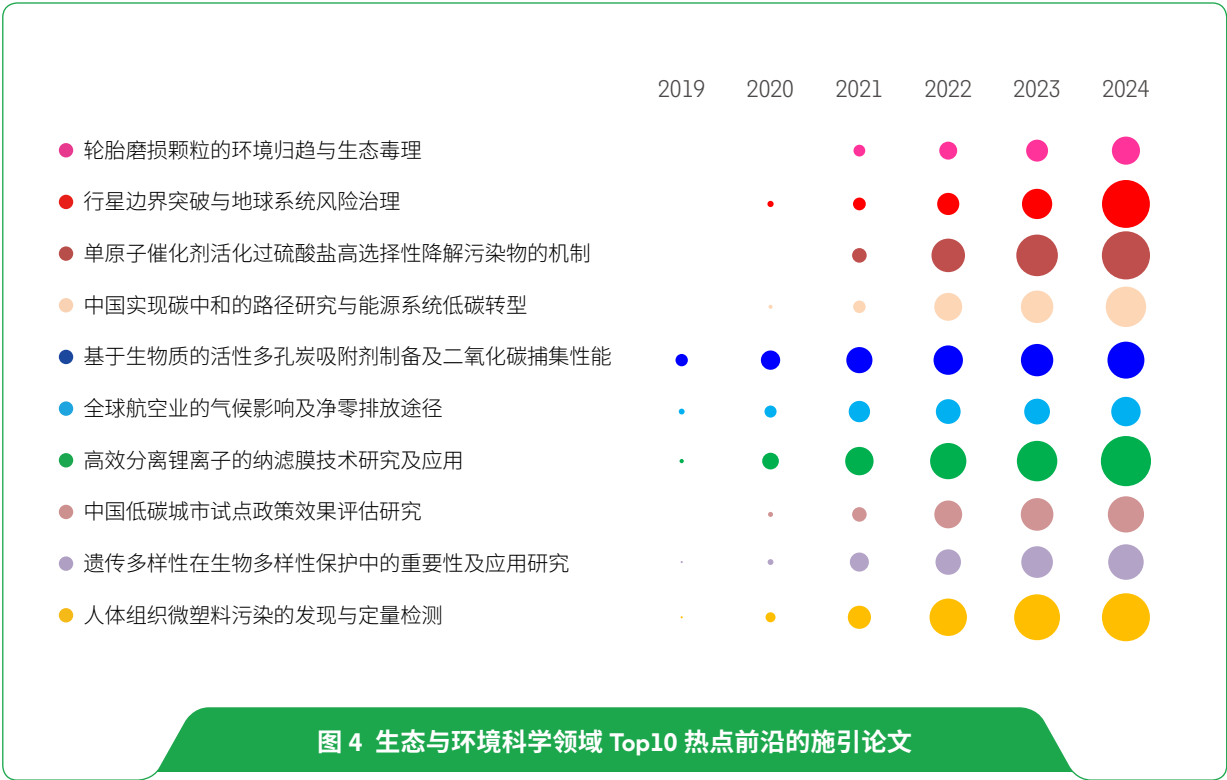 2019 2020 2021 2022 2023 2024
轮胎磨损颗粒的环境归趋与生态毒理
行星边界突破与地球系统风险治理
单原子催化剂活化过硫酸盐高选择性降解污染物的机制
中国实现碳中和的路径研究与能源系统低碳转型
基于生物质的活性多孔炭吸附剂制备及二氧化碳捕集性能
全球航空业的气候影响及净零排放途径
高效分离锂离子的纳滤膜技术研究及应用
中国低碳城市试点政策效果评估研究
遗传多样性在生物多样性保护中的重要性及应用研究
人体组织微塑料污染的发现与定量检测
图 4 生态与环境科学领域 Top10 热点前沿的施引论文